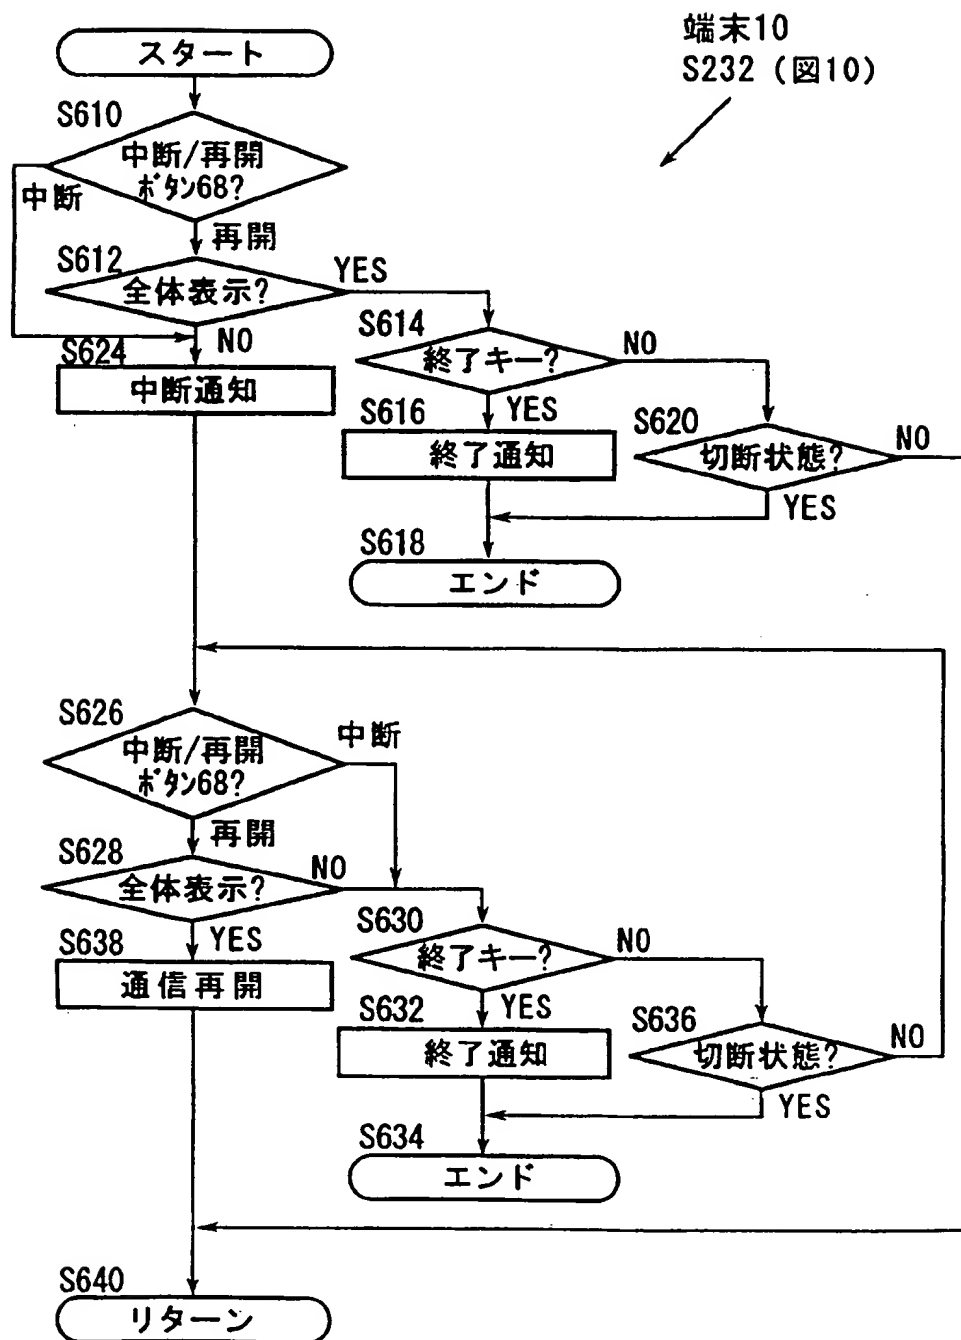 端末10
S232 (図10)
スタート
S610
中断/再開
ボタン68?
中断
再開
S612
全体表示?
YES
NO
S614
終了キー?
NO
YES
S616
終了通知
S620
切断状態?
NO
YES
S618
エンド
S624
中断通知
S626
中断/再開
ボタン68?
中断
再開
S628
全体表示?
NO
YES
S630
終了キー?
NO
YES
S632
終了通知
S636
切断状態?
NO
YES
S634
エンド
S638
通信再開
S640
リターン